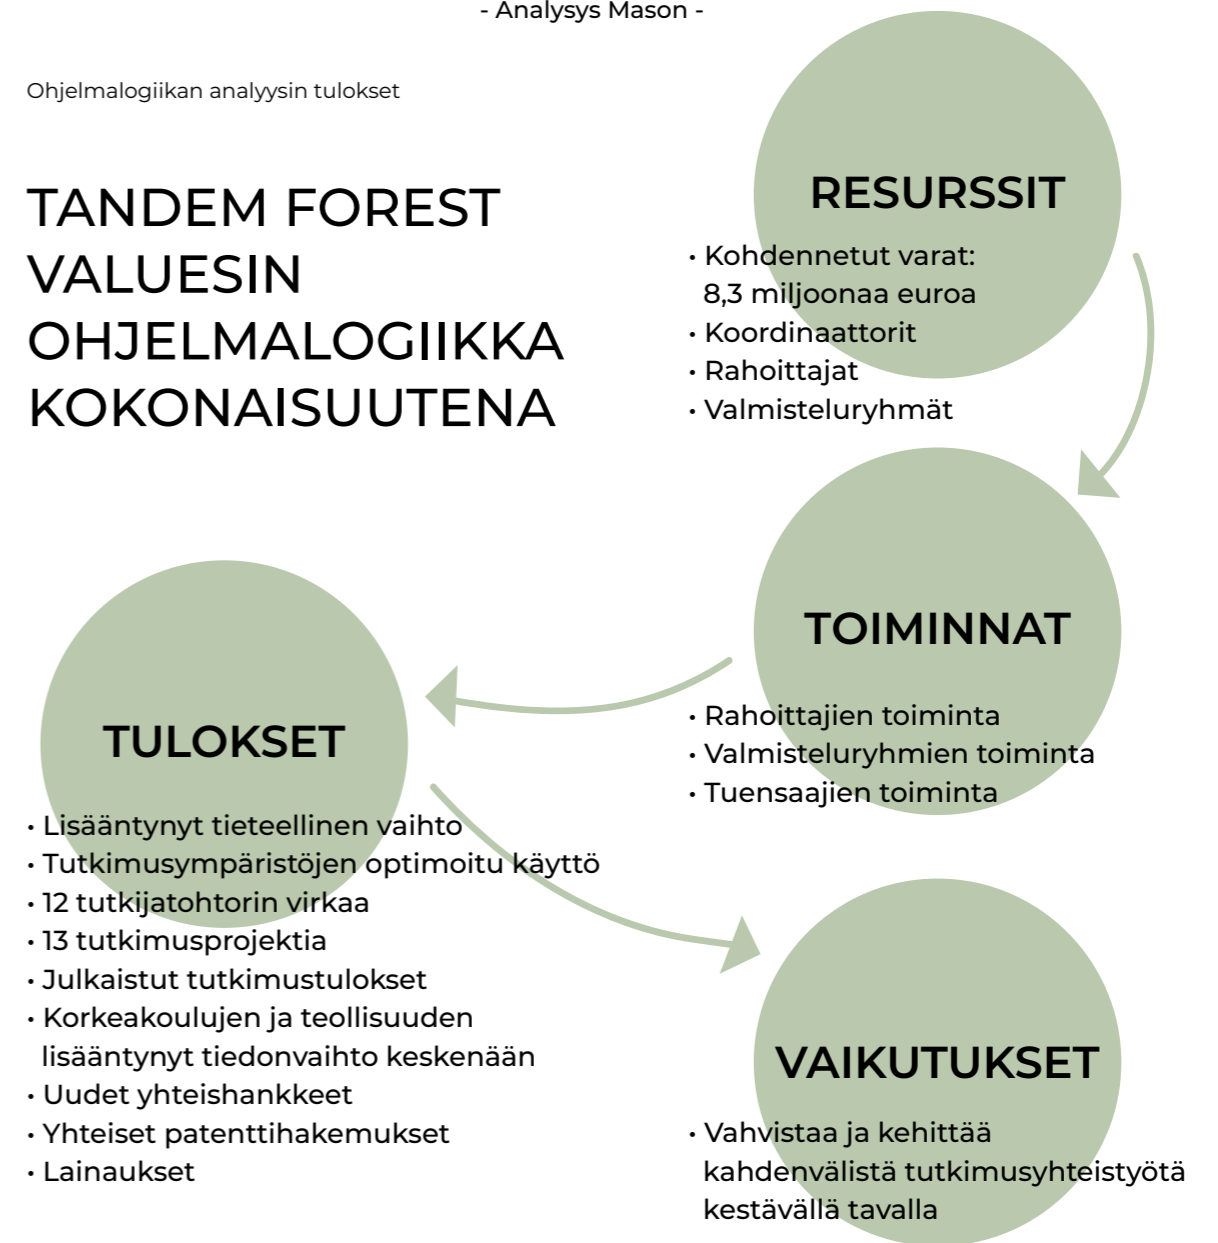 - Analysys Mason -
Ohjelmalogiikan analyysin tulokset
TANDEM FOREST
VALUESIN
OHJELMALOGIIKKA
KOKONAISUUTENA
RESURSSIT
• Kohdennetut varat:
8,3 miljoonaa euroa
• Koordinaattorit
• Rahoittajat
• Valmisteluryhmät
TOIMINNAT
• Rahoittajien toiminta
• Valmisteluryhmien toiminta
• Tuensaajien toiminta
TULOKSET
• Lisääntynyt tieteellinen vaihto
• Tutkimusympäristöjen optimoitu käyttö
• 12 tutkijatohtorin virkaa
• 13 tutkimusprojektia
• Julkaistut tutkimustulokset
• Korkeakoulujen ja teollisuuden
lisääntynyt tiedonvaihto keskenään
• Uudet yhteishankkeet
• Yhteiset patenttihakemukset
• Lainaukset
VAIKUTUKSET
• Vahvistaa ja kehittää
kahdenvälistä tutkimusyhteistyötä
kestävällä tavalla